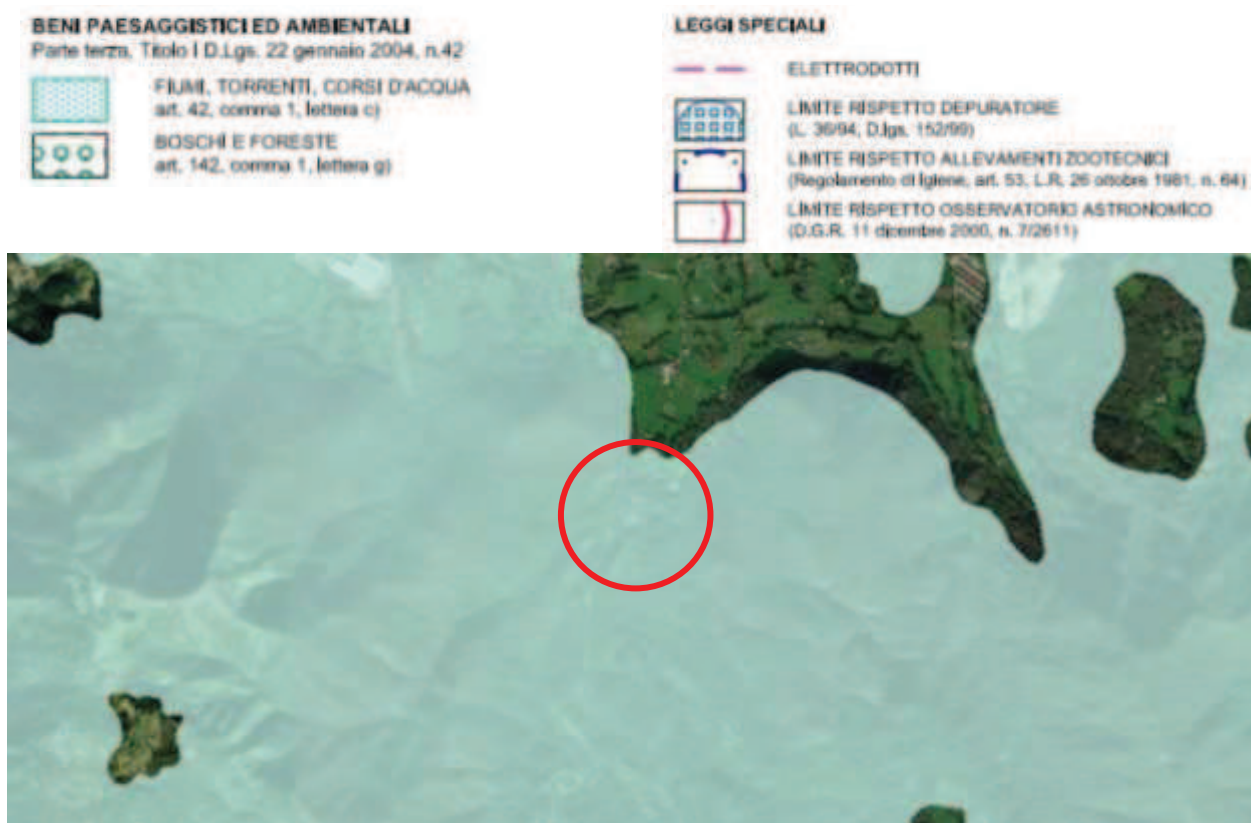 BENI PAESAGGISTICI ED AMBIENTALI
Parte terza, Titolo I D.Lgs. 22 gennaio 2004, n.42
FIUMI, TORRENTI, CORSI D'ACQUA
art. 42, comma 1, lettera c)
BOSCHI E FORESTE
art. 142, comma 1, lettera g)
LEGGI SPECIALI
ELETTRODOTTI
LIMITE RISPETTO DEPURATORE
(L. 36/94, D.lgs. 152/99)
LIMITE RISPETTO ALLEVAMENTI ZOOTECNICI
(Regolamento di Igiene, art. 53, L.R. 26 ottobre 1981, n. 64)
LIMITE RISPETTO OSSERVATORIO ASTRONOMICO
(D.G.R. 11 dicembre 2000, n. 7/2611)